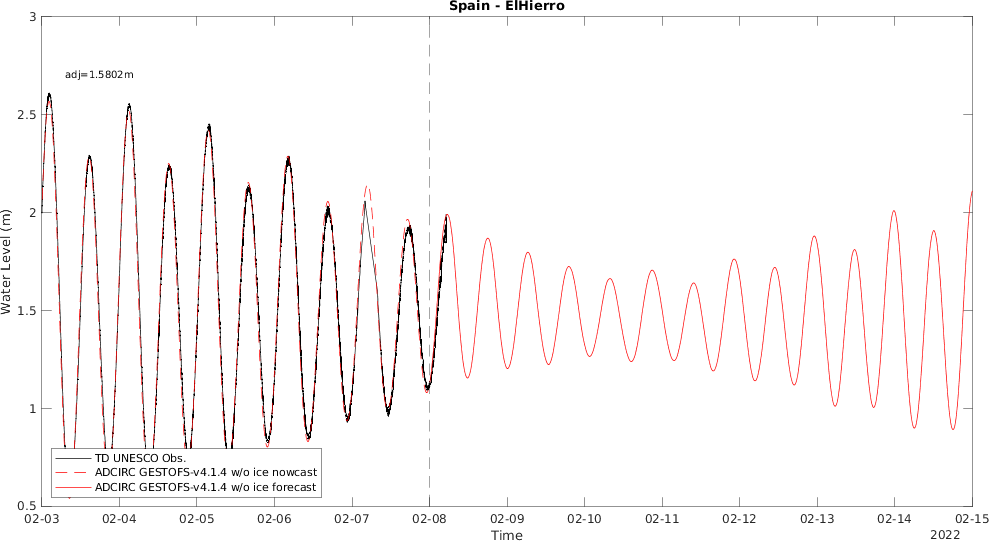 Spain - ElHierro
3
adj=1.5802m
2.5
2
Water Level (m)
1.5
1
TD UNESCO Obs.
ADCIRC GESTOFS-v4.1.4 w/o ice nowcast
ADCIRC GESTOFS-v4.1.4 w/o ice forecast
0.5
02-03 02-04 02-05 02-06 02-07 02-08 02-09 02-10 02-11 02-12 02-13 02-14 02-15
Time
2022